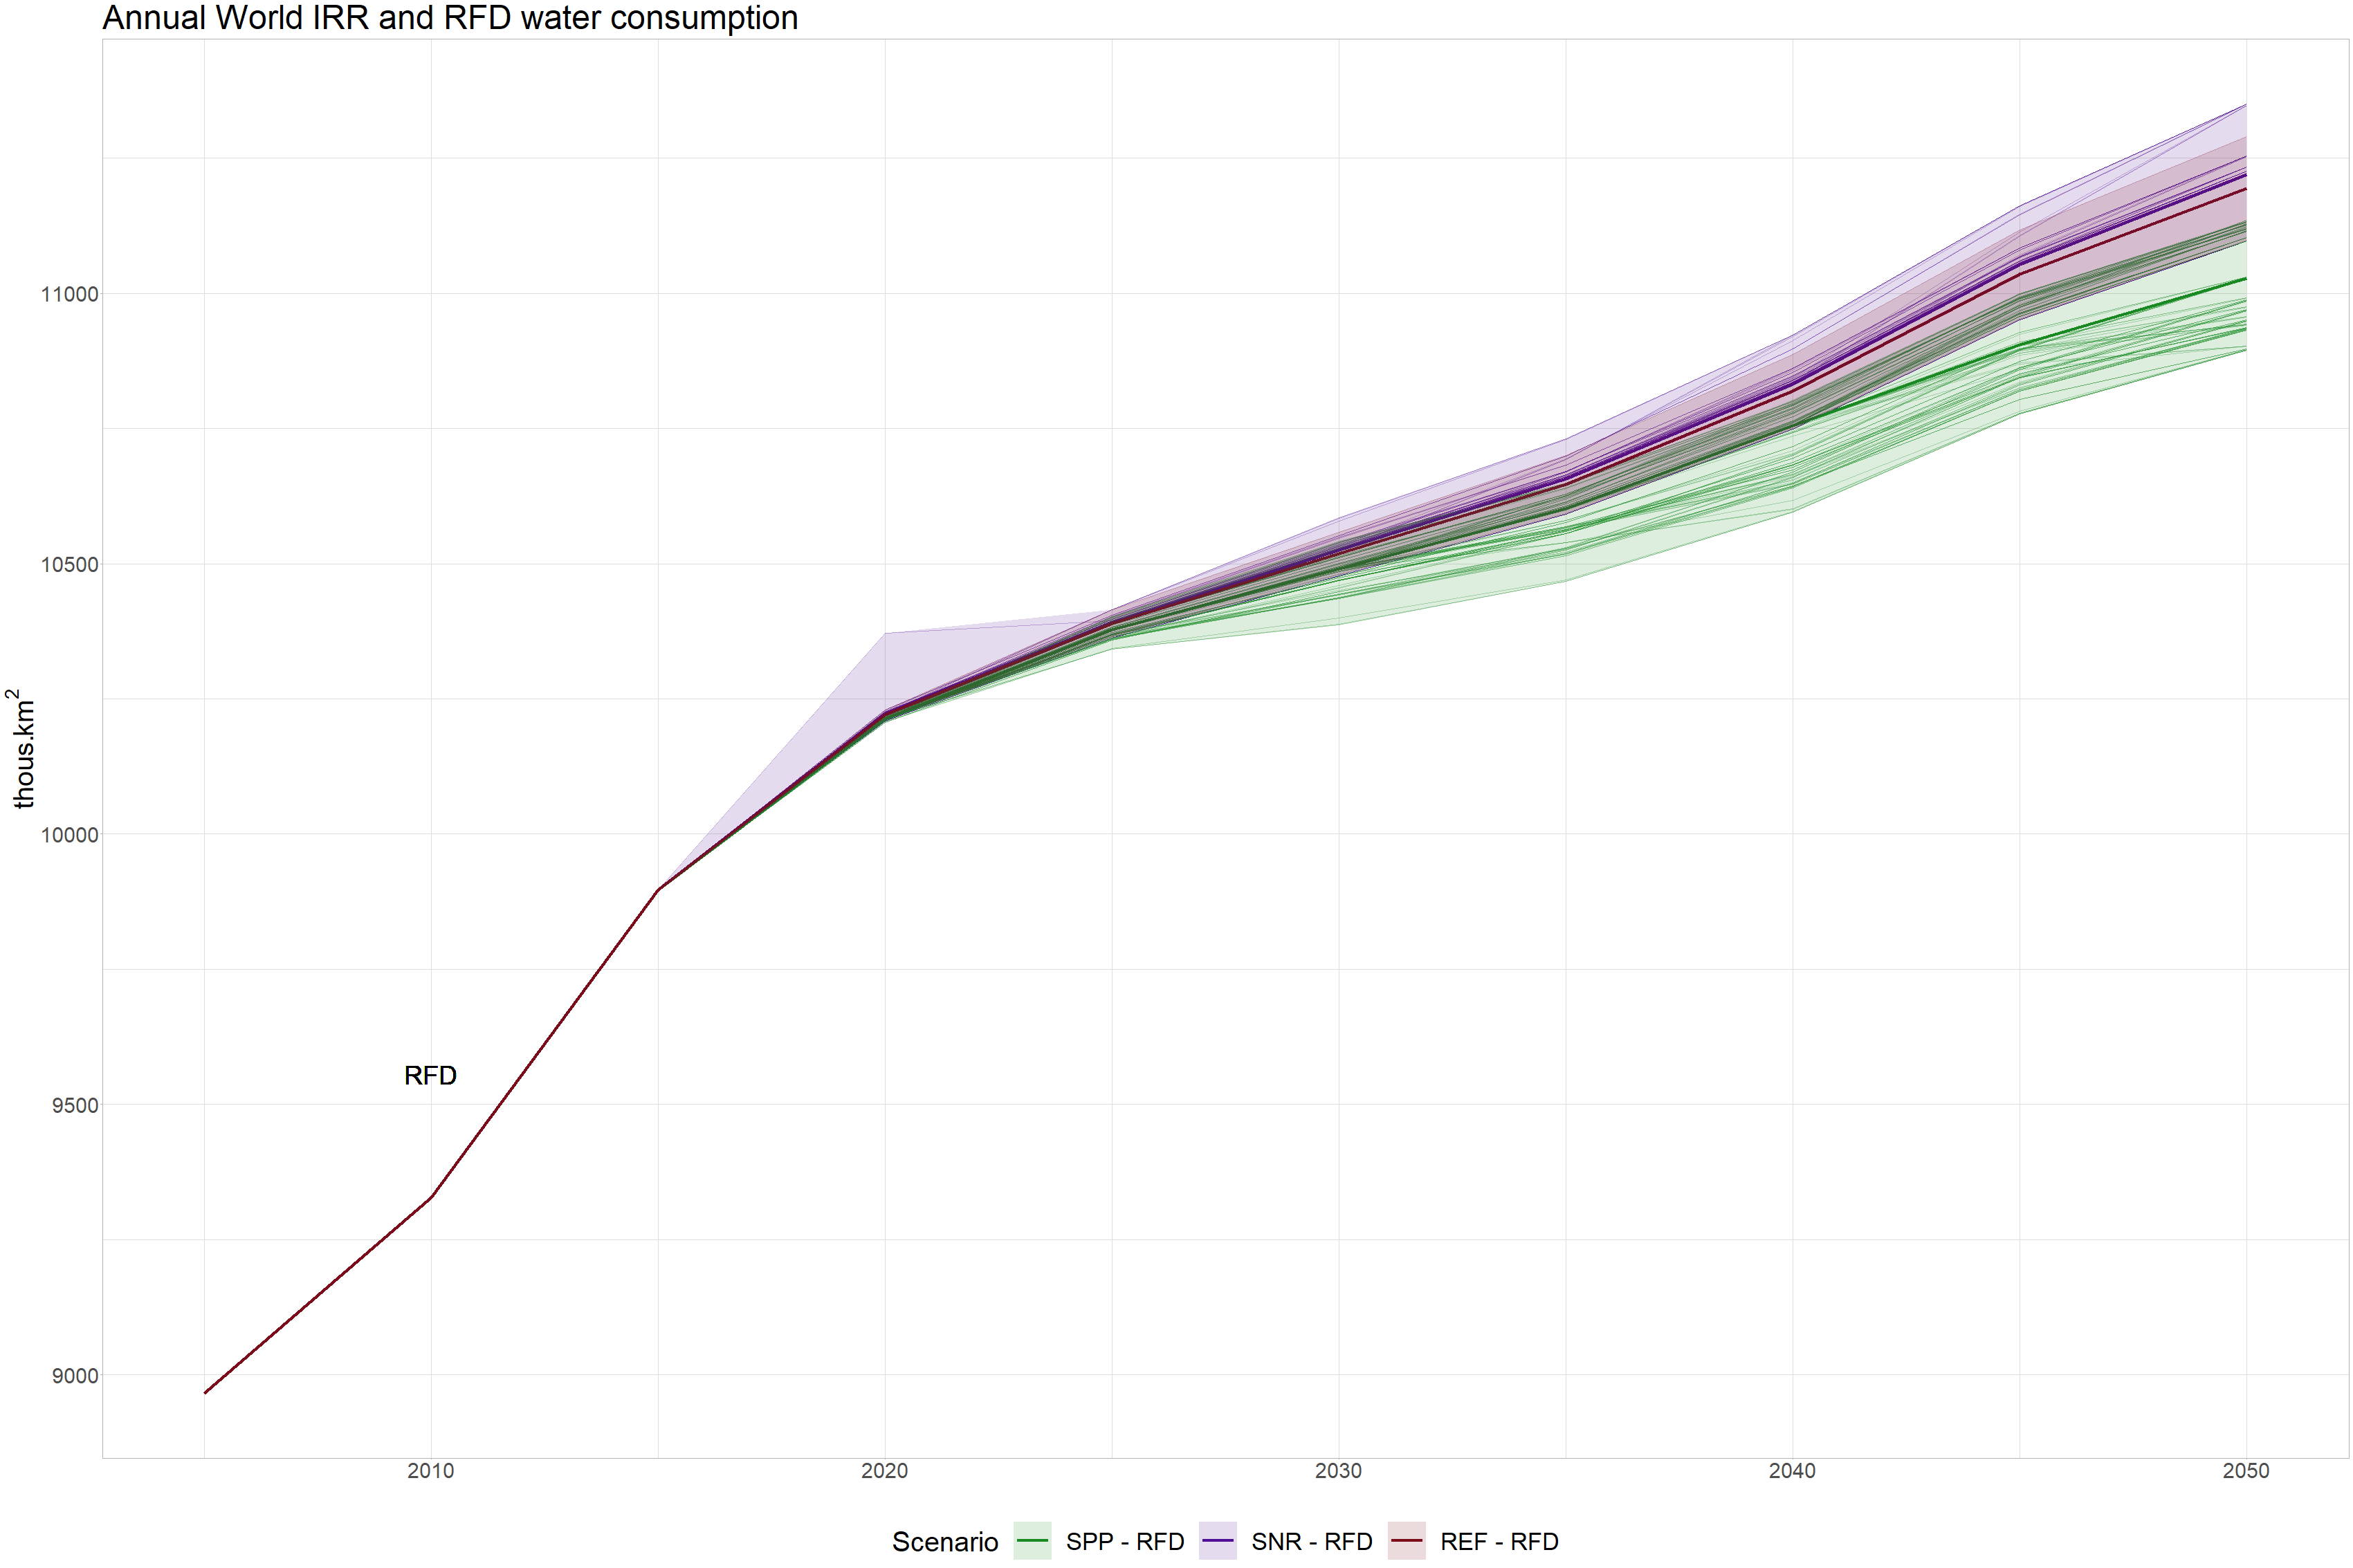 Annual World IRR and RFD water consumption
thous.km²
11000
10500
10000
9500
9000
RFD
2010 2020 2030 2040 2050
Scenario SPP - RFD SNR - RFD REF - RFD